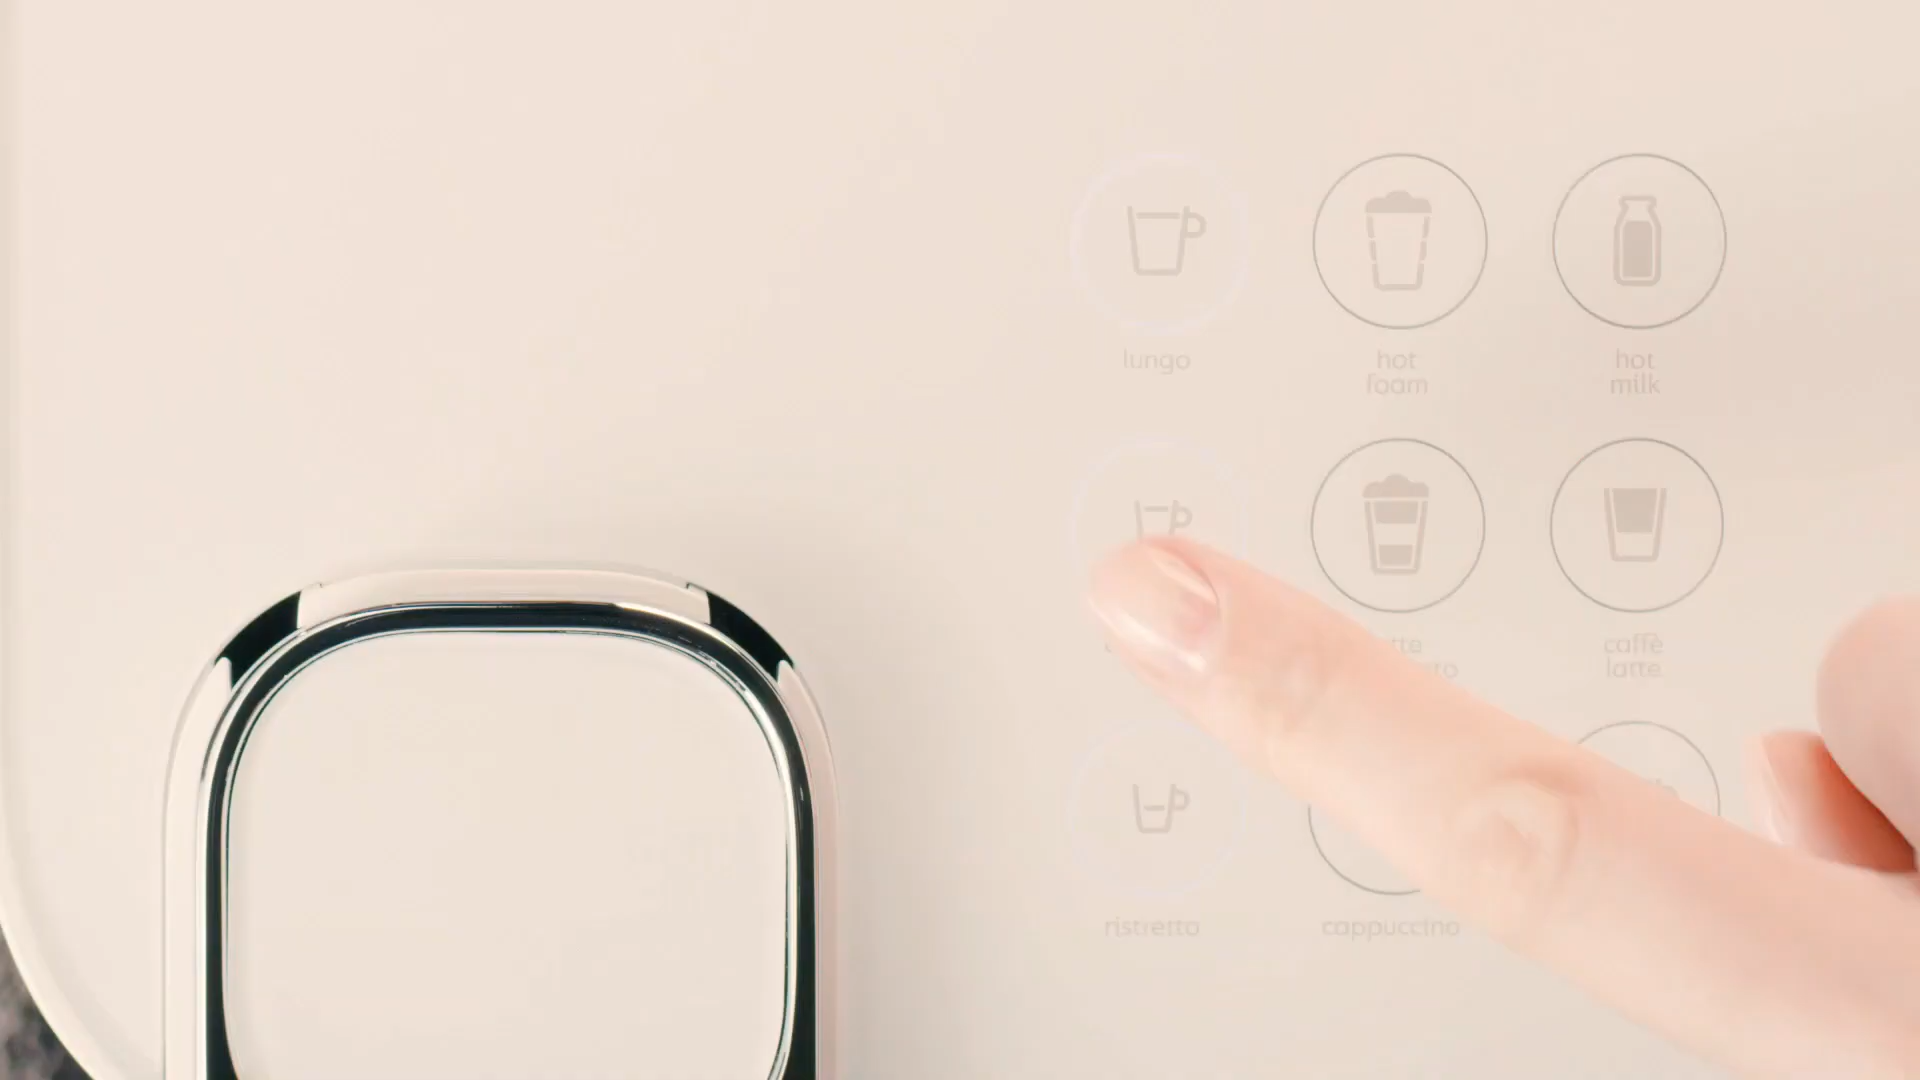 lungo
hot
foam
hot
milk
caffè
latte
ristretto
cappuccino